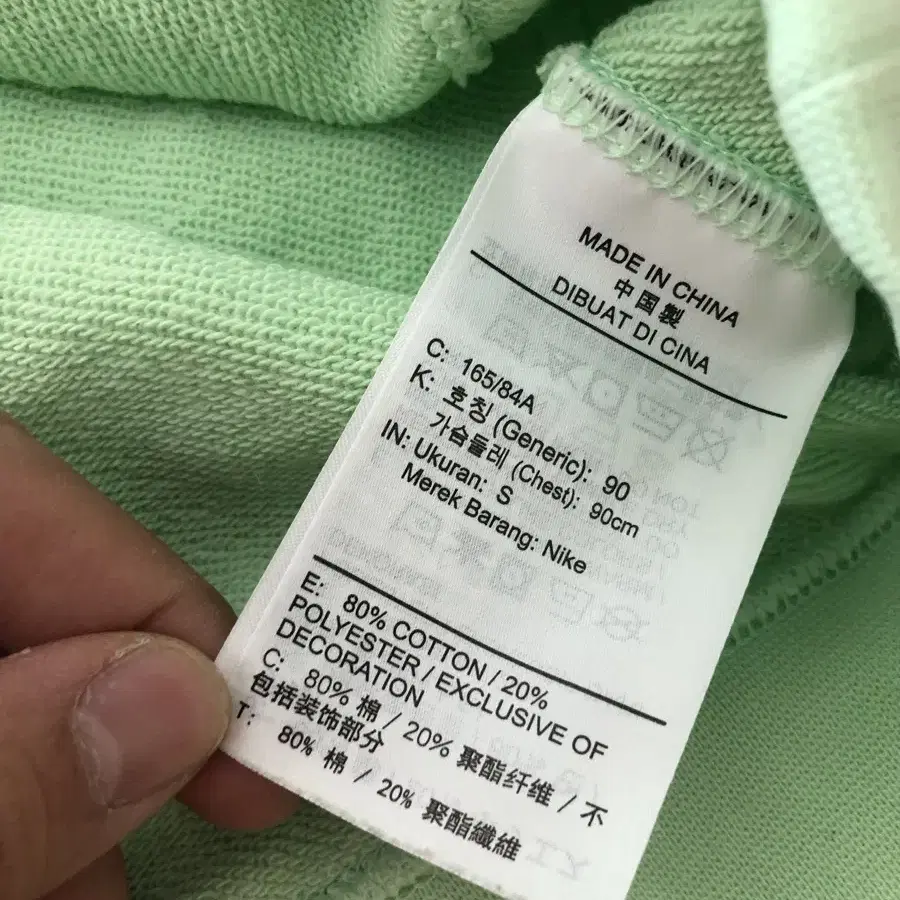 MADE IN CHINA
中国製
DIBUAT DI CINA
C: 165/84A
K: 호칭 (Generic): 90
가슴둘레 (Chest): 90cm
IN: Ukuran: S
Merek Barang: Nike
E: 80% COTTON / 20%
POLYESTER / EXCLUSIVE OF
DECORATION
C: 80% 棉 / 20% 聚酯纤维 / 不
包括装饰部分
T: 80% 棉 / 20% 聚酯纖維